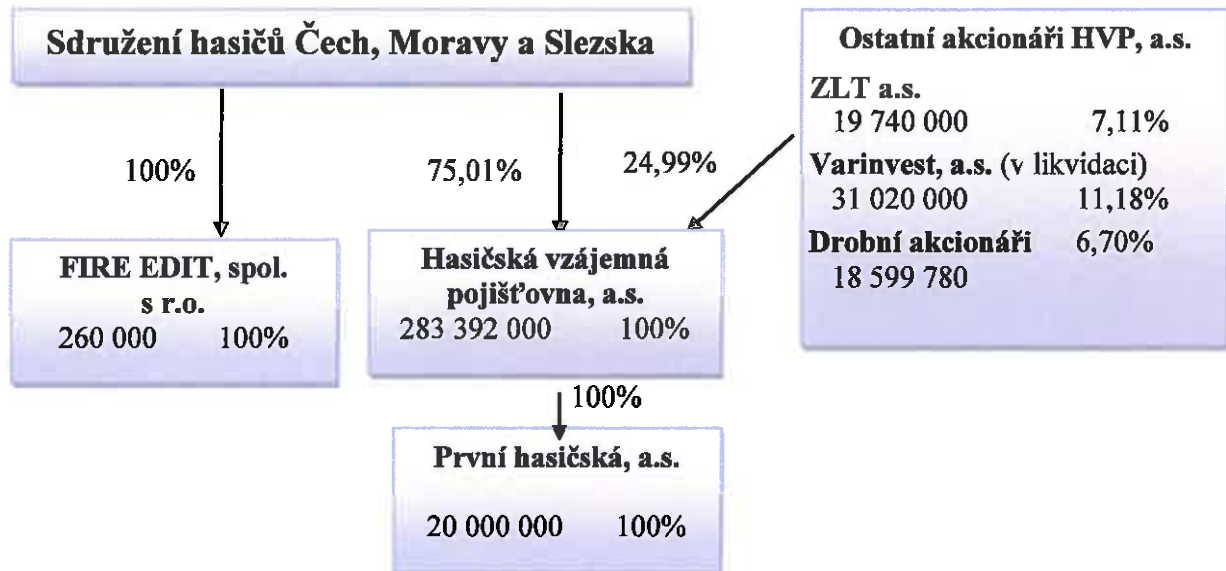 Sdružení hasičů Čech, Moravy a Slezska
Ostatní akcionáři HVP, a.s.
ZLT a.s.
19 740 000 7,11%
Varinvest, a.s. (v likvidaci)
31 020 000 11,18%
Drobní akcionáři 6,70%
18 599 780
100%
75,01%
24,99%
FIRE EDIT, spol.
s r.o.
260 000 100%
Hasičská vzájemná
pojišťovna, a.s.
283 392 000 100%
100%
První hasičská, a.s.
20 000 000 100%